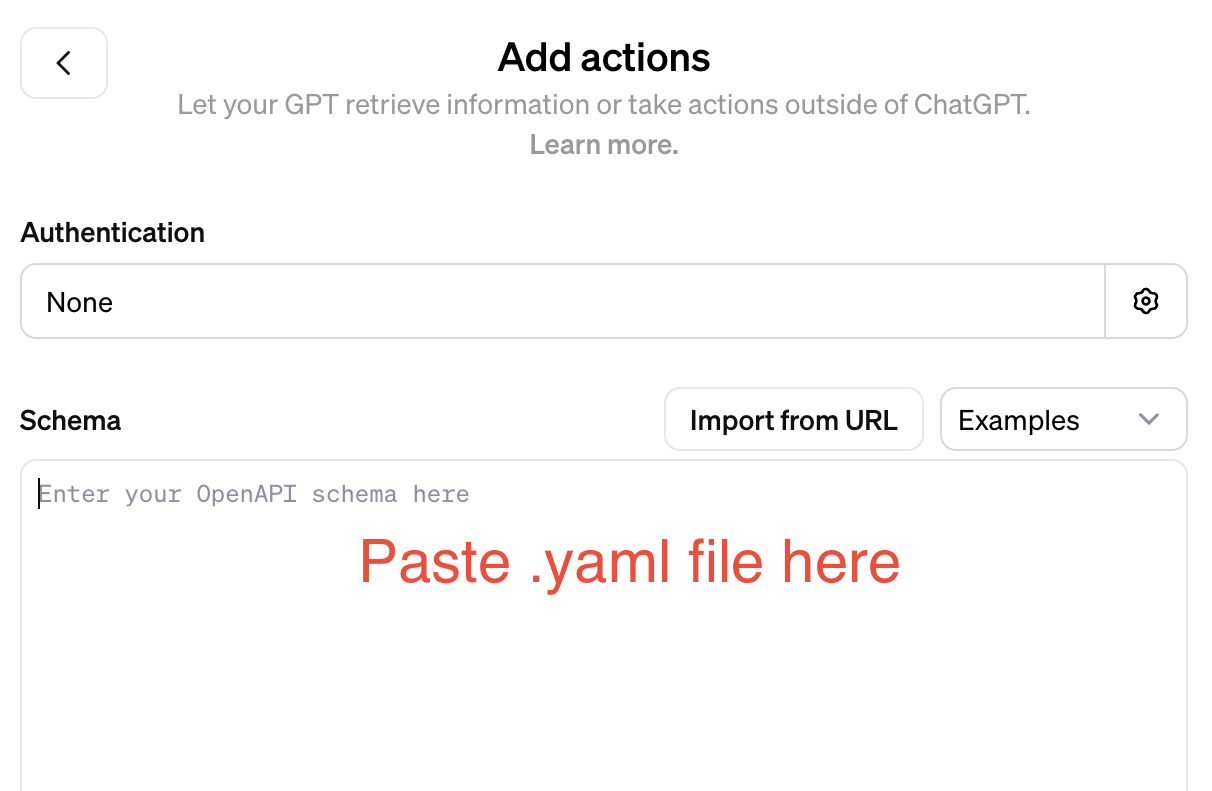 Add actions
Let your GPT retrieve information or take actions outside of ChatGPT.
Learn more.
Authentication
None
Schema
Import from URL
Examples
Enter your OpenAPI schema here
Paste .yaml file here